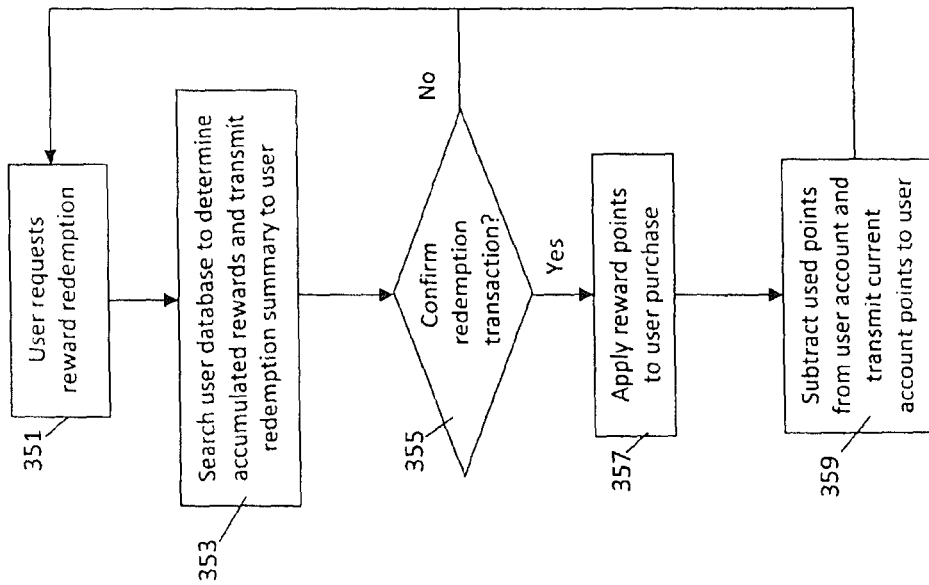 User requests
reward redemption
351
Search user database to determine
accumulated rewards and transmit
redemption summary to user
353
Confirm
redemption
transaction?
355
No
Yes
Apply reward points
to user purchase
357
Subtract used points
from user account and
transmit current
account points to user
359